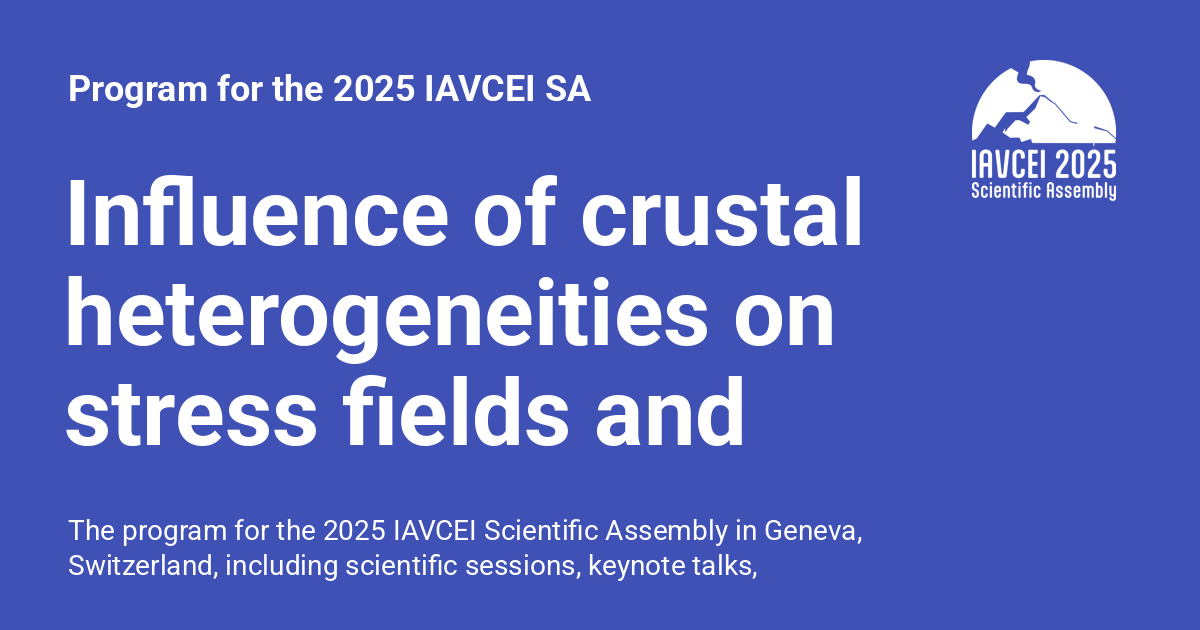 Program for the 2025 IAVCEI SA
IAVCEI 2025
Scientific Assembly
Influence of crustal
heterogeneities on
stress fields and
The program for the 2025 IAVCEI Scientific Assembly in Geneva,
Switzerland, including scientific sessions, keynote talks,